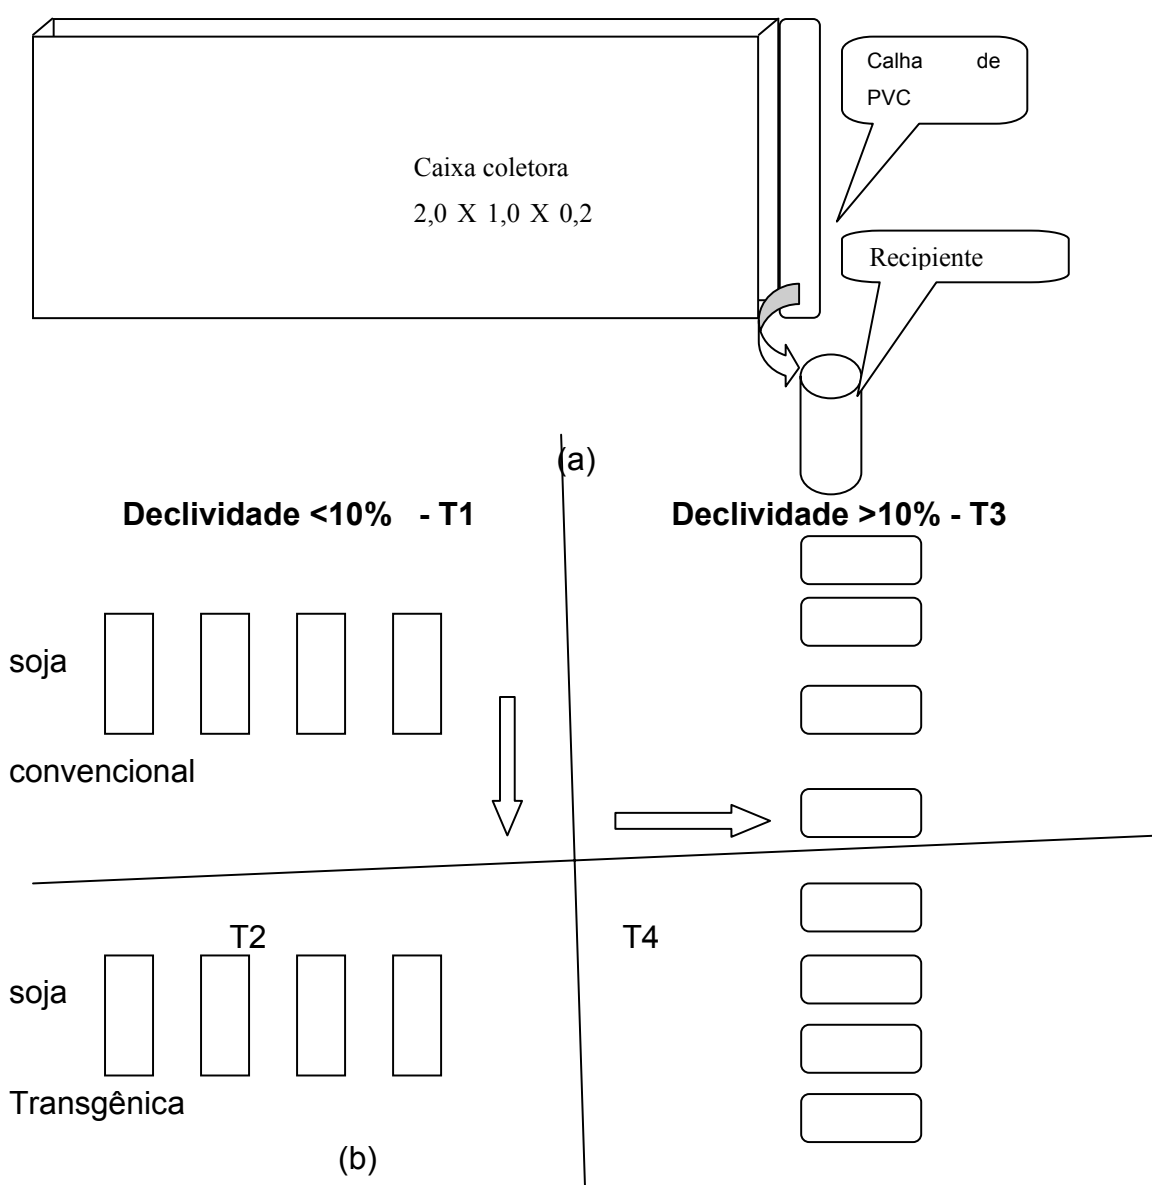 Calha de
PVC
Caixa coletora
2,0 X 1,0 X 0,2
Recipiente
(a)
Declividade <10% - T1
Declividade >10% - T3
soja
convencional
T2
T4
soja
Transgênica
(b)